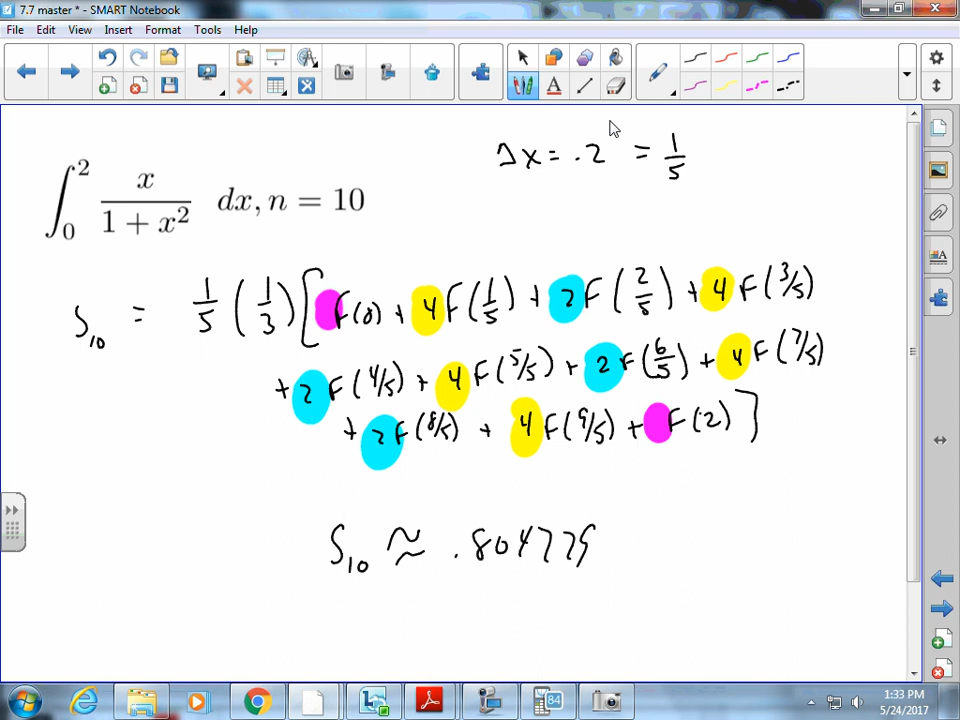 7.7 master * - SMART Notebook
File Edit View Insert Format Tools Help
Δx = .2 = 1/5
∫₀² x/(1 + x²) dx, n = 10
S₁₀ = 1/5 (1/3) [F(0) + 4F(1/5) + 2F(2/5) + 4F(3/5)
+ 2F(4/5) + 4F(5/5) + 2F(6/5) + 4F(7/5)
+ 2F(8/5) + 4F(9/5) + F(2)]
S₁₀ ≈ .804779
84
1:33 PM
5/24/2017